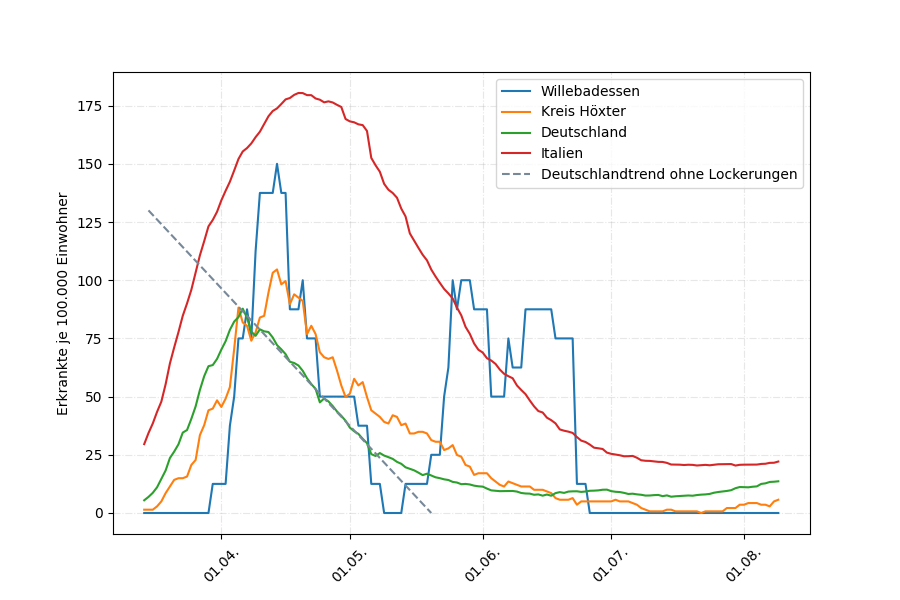 Erkrankte je 100.000 Einwohner
175
150
125
100
75
50
25
0
Willebadessen
Kreis Höxter
Deutschland
Italien
Deutschlandtrend ohne Lockerungen
01.04.
01.05.
01.06.
01.07.
01.08.